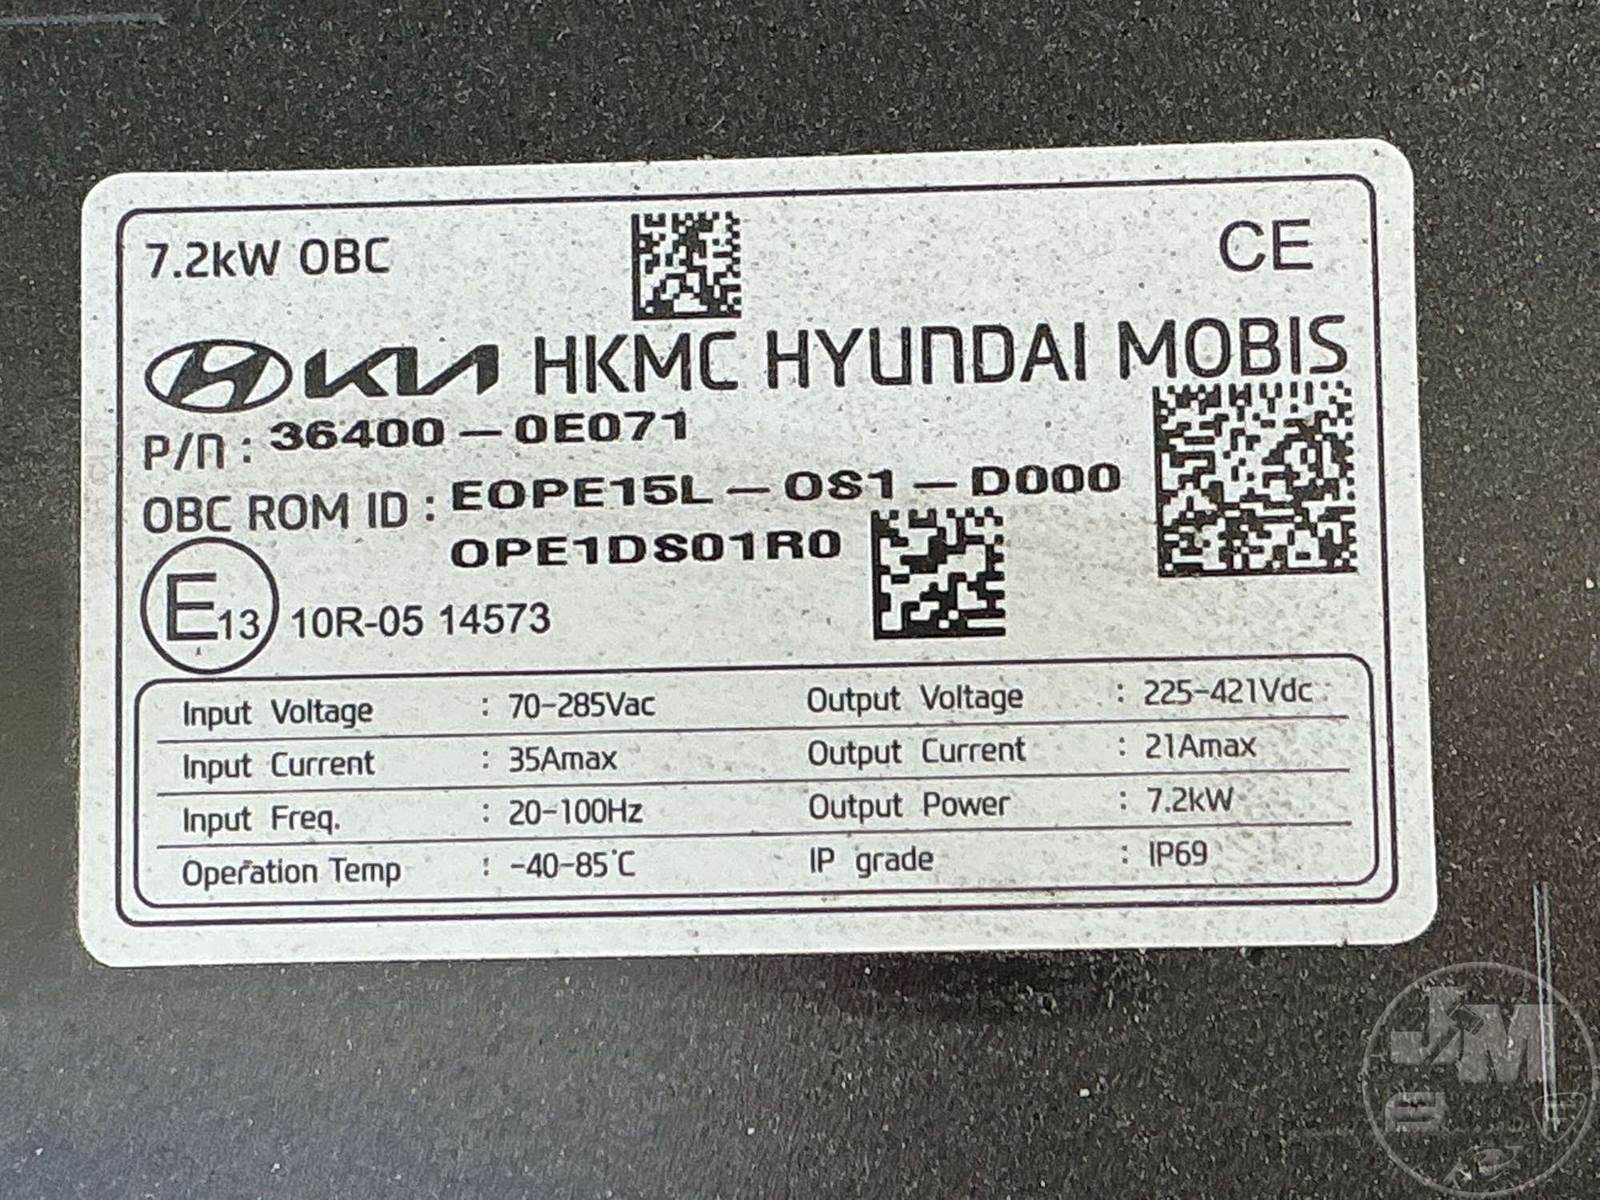 7.2kW OBC
CE
KIA HKMC HYUNDAI MOBIS
P/N : 36400-0E071
OBC ROM ID : EOPE15L-OS1-D000
OPE1DS01R0
E13 10R-05 14573
Input Voltage : 70-285Vac Output Voltage : 225-421Vdc
Input Current : 35Amax Output Current : 21Amax
Input Freq. : 20-100Hz Output Power : 7.2kW
Operation Temp : -40-85°C IP grade : IP69
J M